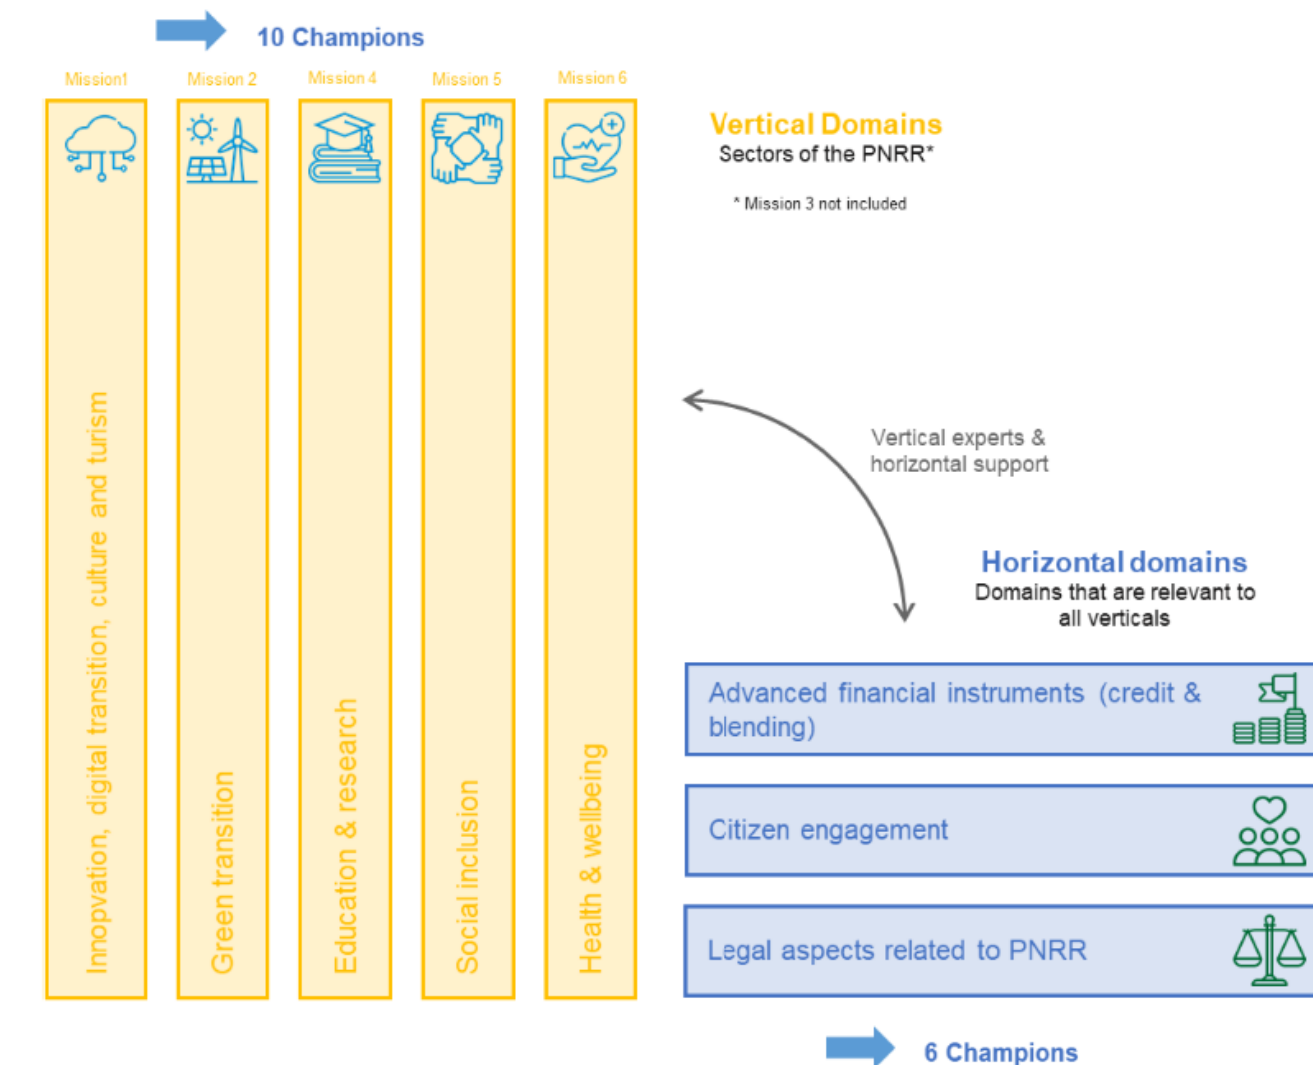 10 Champions
Mission1
Mission 2
Mission 4
Mission 5
Mission 6
Vertical Domains
Sectors of the PNRR*
* Mission 3 not included
Innopvation, digital transition, culture and turism
Green transition
Education & research
Social inclusion
Health & wellbeing
Vertical experts &
horizontal support
Horizontal domains
Domains that are relevant to
all verticals
Advanced financial instruments (credit &
blending)
Citizen engagement
Legal aspects related to PNRR
6 Champions